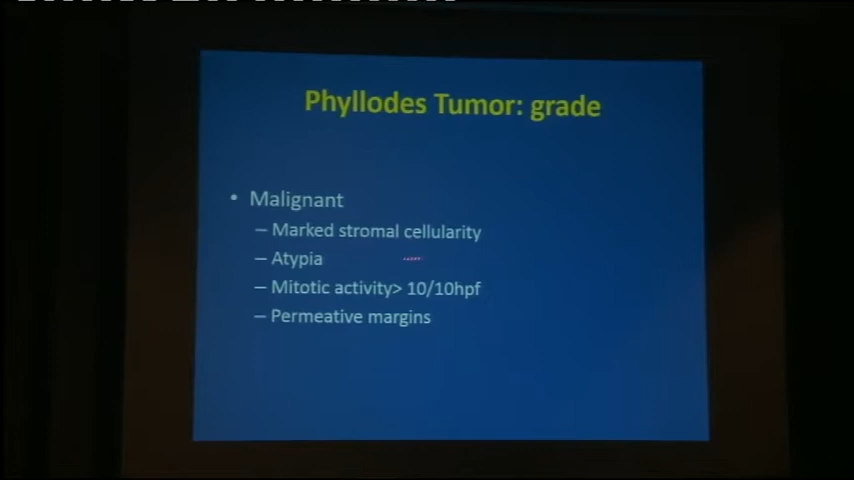 Phyllodes Tumor: grade
• Malignant
– Marked stromal cellularity
– Atypia
– Mitotic activity> 10/10hpf
– Permeative margins